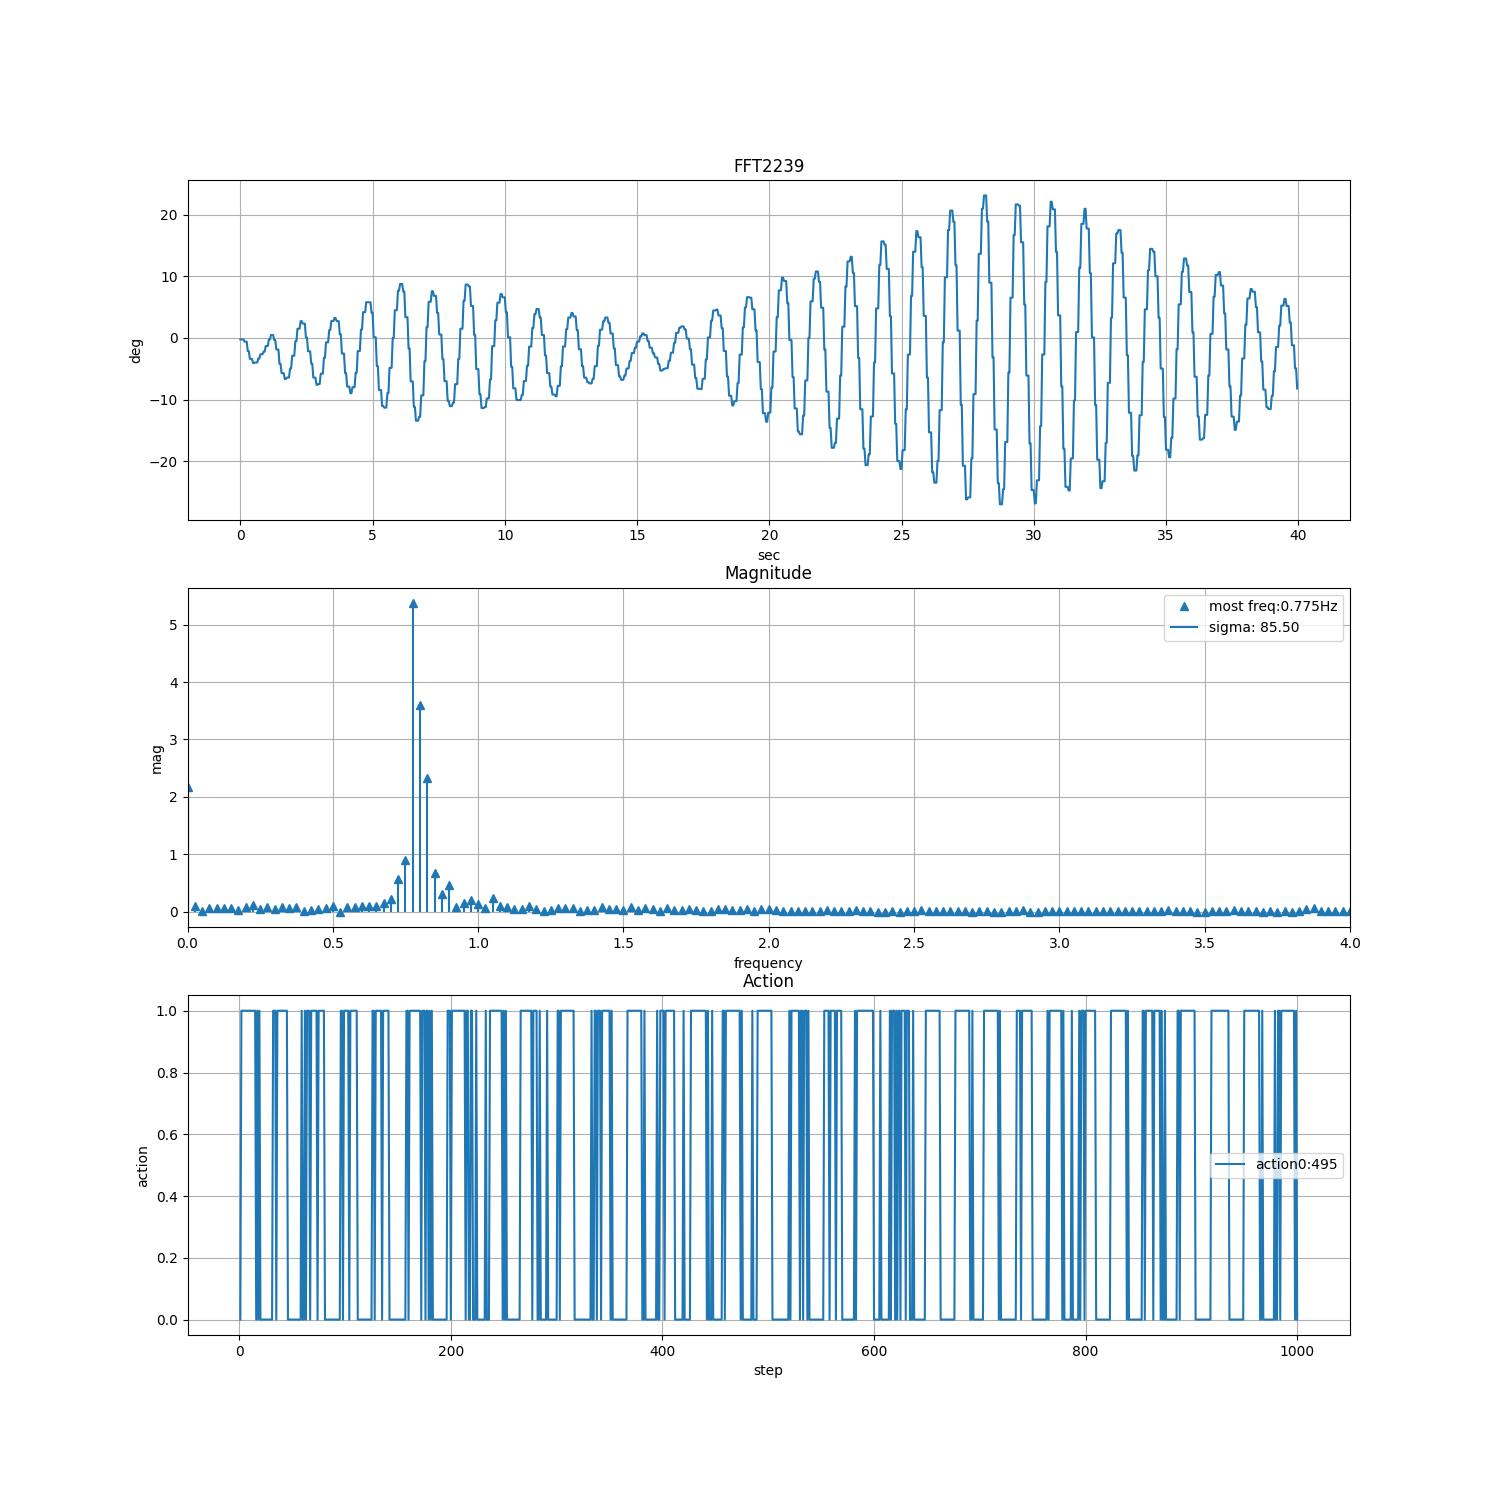 FFT2239
20
10
0
−10
−20
deg
0 5 10 15 20 25 30 35 40
sec
Magnitude
most freq:0.775Hz
sigma: 85.50
5
4
3
2
1
0
mag
0.0 0.5 1.0 1.5 2.0 2.5 3.0 3.5 4.0
frequency
Action
1.0
0.8
0.6
0.4
0.2
0.0
action
action0:495
0 200 400 600 800 1000
step